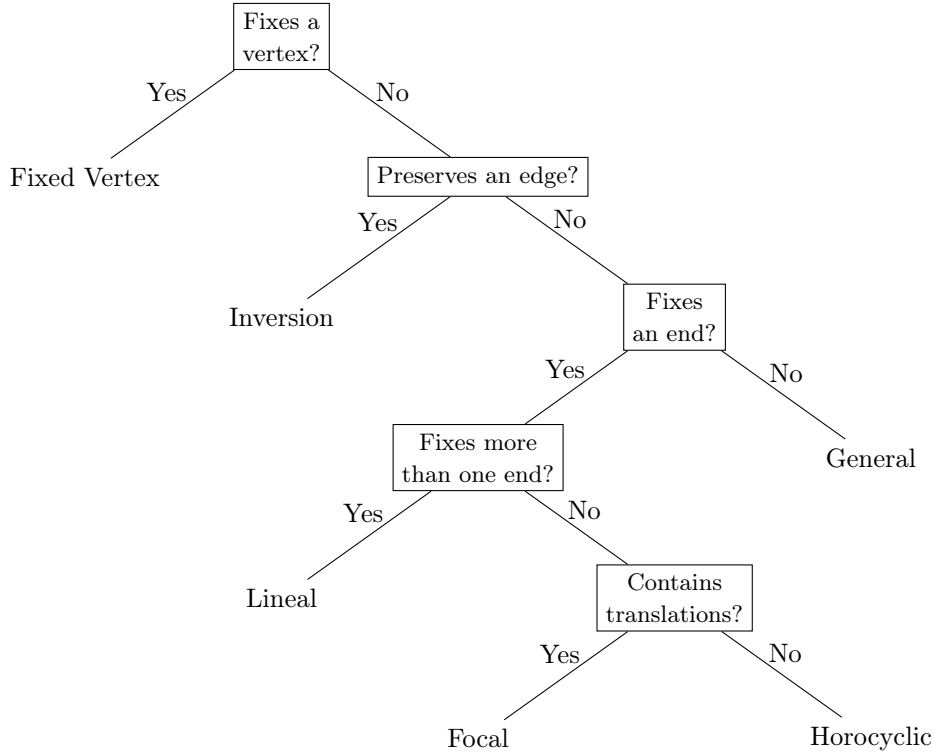 Fixes a
vertex?
Yes
No
Fixed Vertex
Preserves an edge?
Yes
No
Inversion
Fixes
an end?
Yes
No
Fixes more
than one end?
General
Yes
No
Lineal
Contains
translations?
Yes
No
Focal
Horocyclic